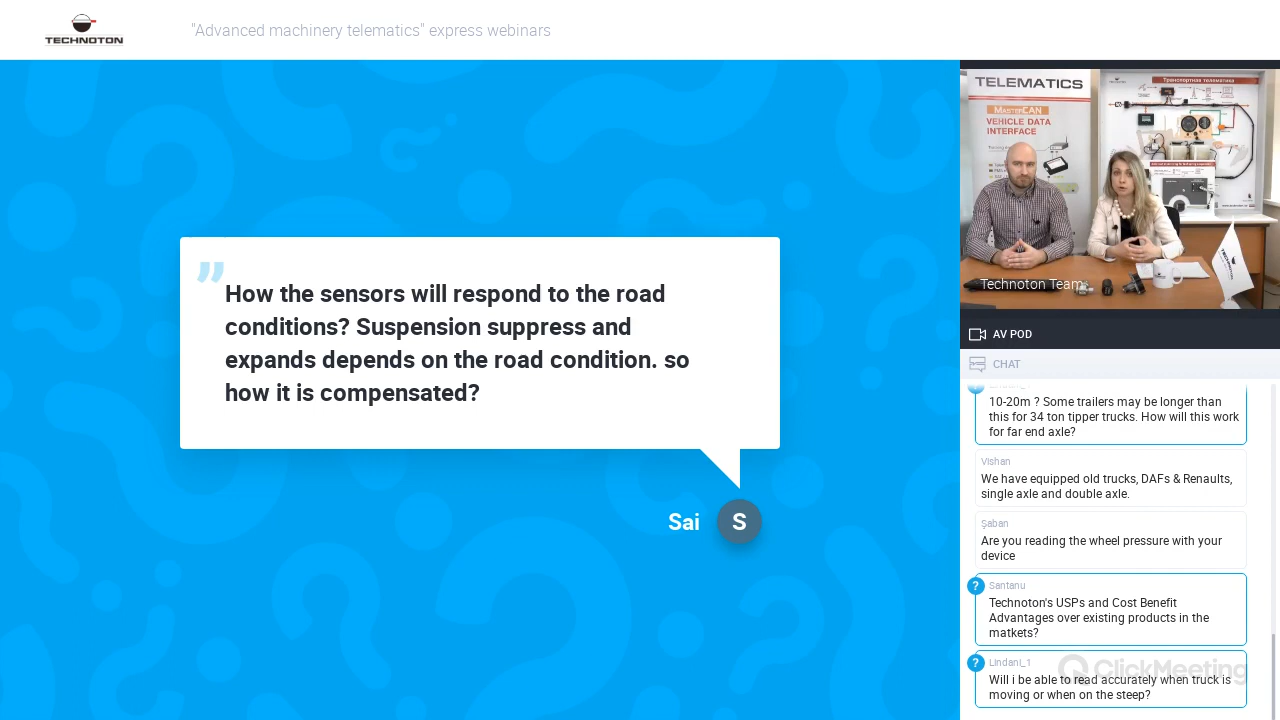 TECHNOTON
"Advanced machinery telematics" express webinars
TELEMATICS
MASTERCAN
VEHICLE DATA
INTERFACE
Транспортная телематика
Technoton Team
”
How the sensors will respond to the road
conditions? Suspension suppress and
expands depends on the road condition. so
how it is compensated?
Sai
S
AV POD
CHAT
10-20m ? Some trailers may be longer than
this for 34 ton tipper trucks. How will this work
for far end axle?
Vishan
We have equipped old trucks, DAFs & Renaults,
single axle and double axle.
Şaban
Are you reading the wheel pressure with your
device
?
Santanu
Technoton's USPs and Cost Benefit
Advantages over existing products in the
matkets?
?
Lindani_1
ClickMeeting
Will i be able to read accurately when truck is
moving or when on the steep?